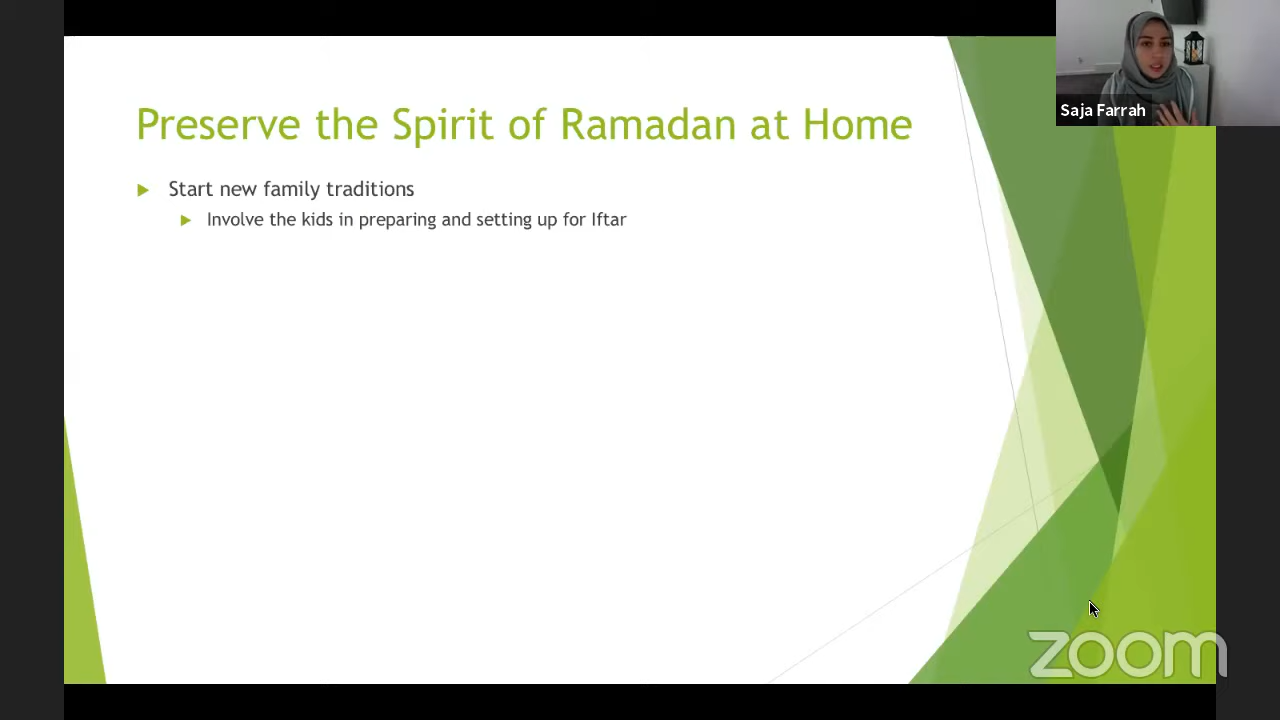 Preserve the Spirit of Ramadan at Home
Start new family traditions
Involve the kids in preparing and setting up for Iftar
Saja Farrah
zoom